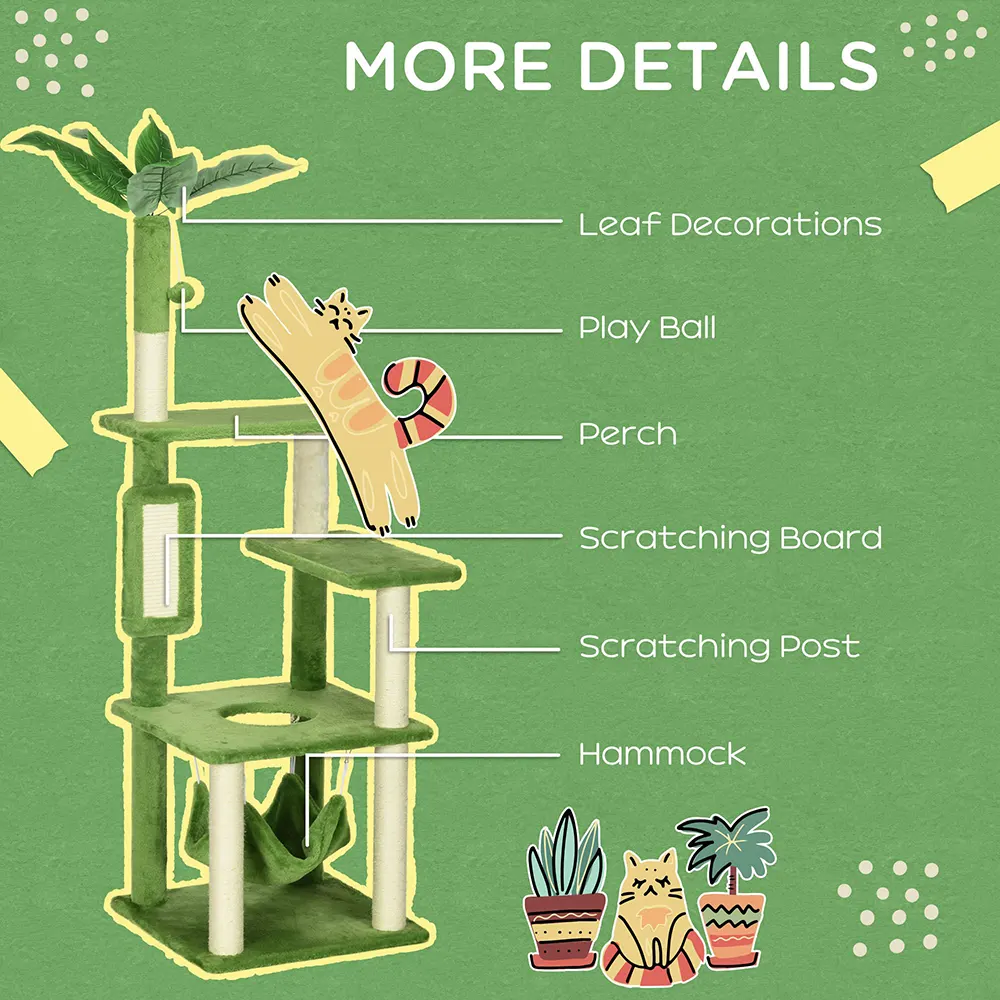 MORE DETAILS
Leaf Decorations
Play Ball
Perch
Scratching Board
Scratching Post
Hammock